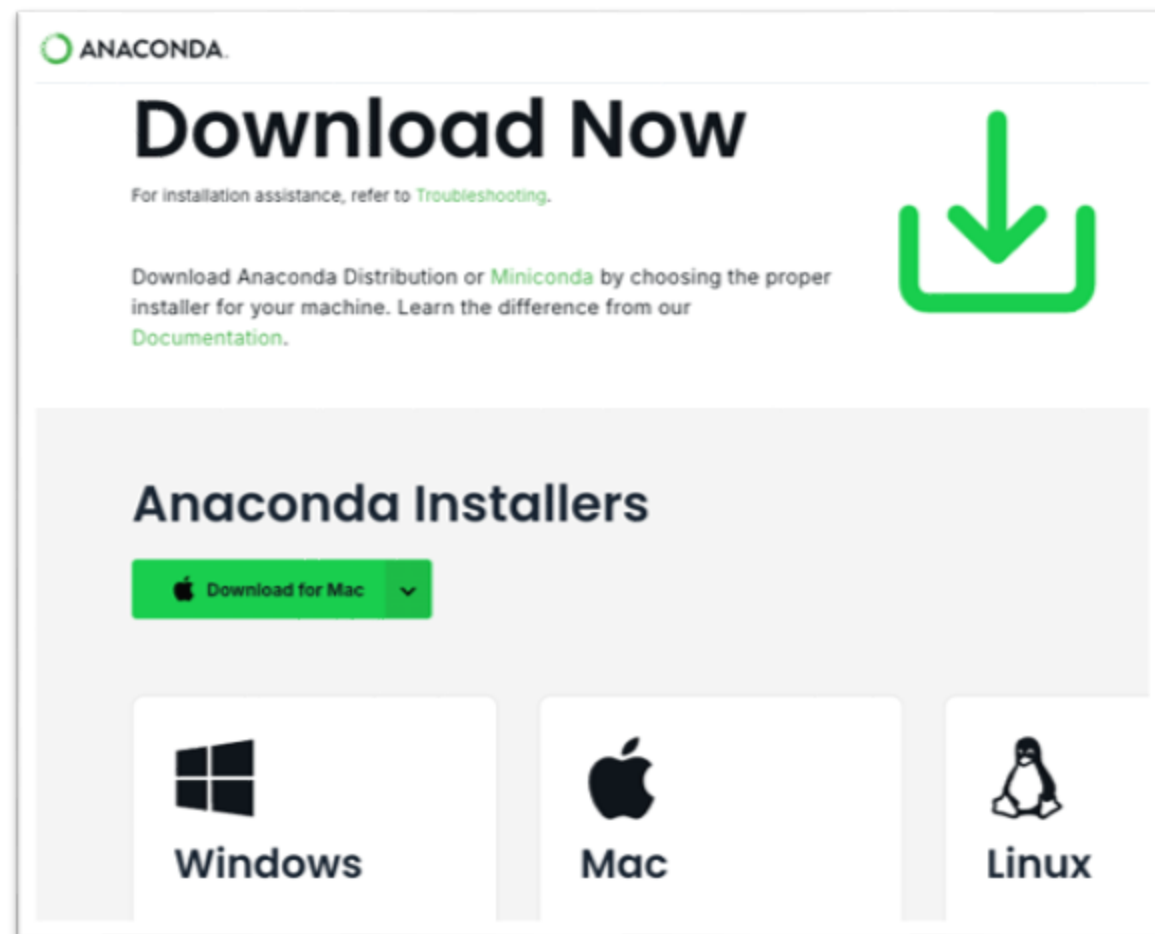 ANACONDA.
Download Now
For installation assistance, refer to Troubleshooting.
Download Anaconda Distribution or Miniconda by choosing the proper
installer for your machine. Learn the difference from our
Documentation.
Anaconda Installers
Download for Mac
Windows
Mac
Linux